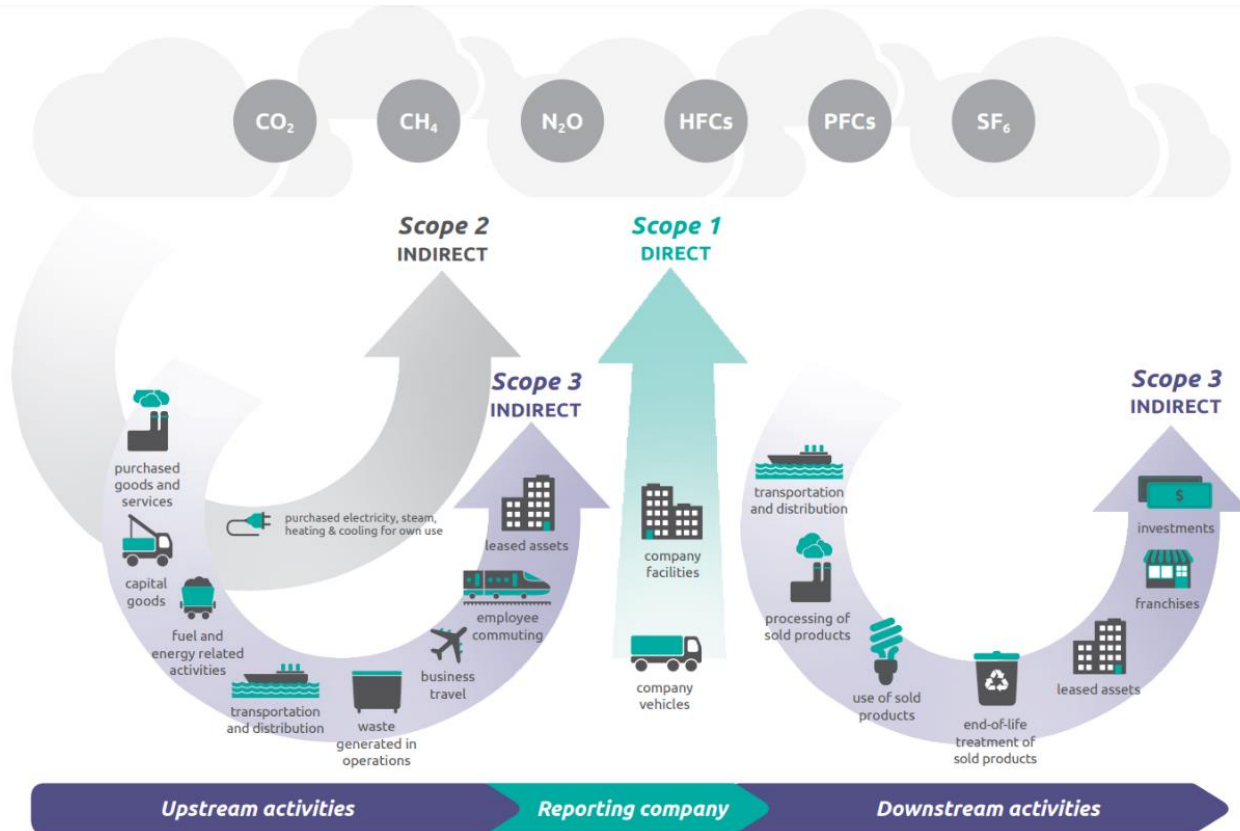 CO₂
CH₄
N₂O
HFCs
PFCs
SF₆
Scope 2
INDIRECT
Scope 1
DIRECT
Scope 3
INDIRECT
Scope 3
INDIRECT
purchased
goods and
services
capital
goods
fuel and
energy related
activities
transportation
and distribution
waste
generated in
operations
business
travel
employee
commuting
leased assets
purchased electricity, steam,
heating & cooling for own use
company
facilities
company
vehicles
transportation
and distribution
processing of
sold products
use of sold
products
end-of-life
treatment of
sold products
leased assets
franchises
$
investments
Upstream activities
Reporting company
Downstream activities